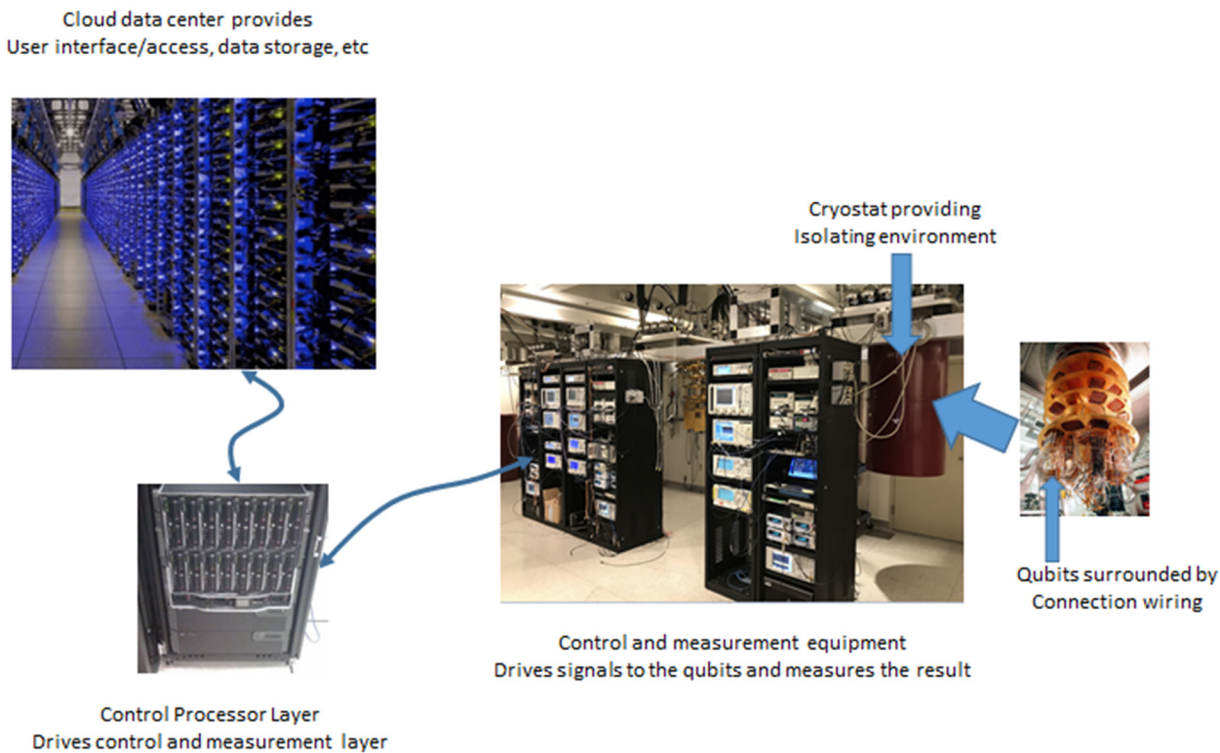 Cloud data center provides
User interface/access, data storage, etc
Cryostat providing
Isolating environment
Qubits surrounded by
Connection wiring
Control and measurement equipment
Drives signals to the qubits and measures the result
Control Processor Layer
Drives control and measurement layer